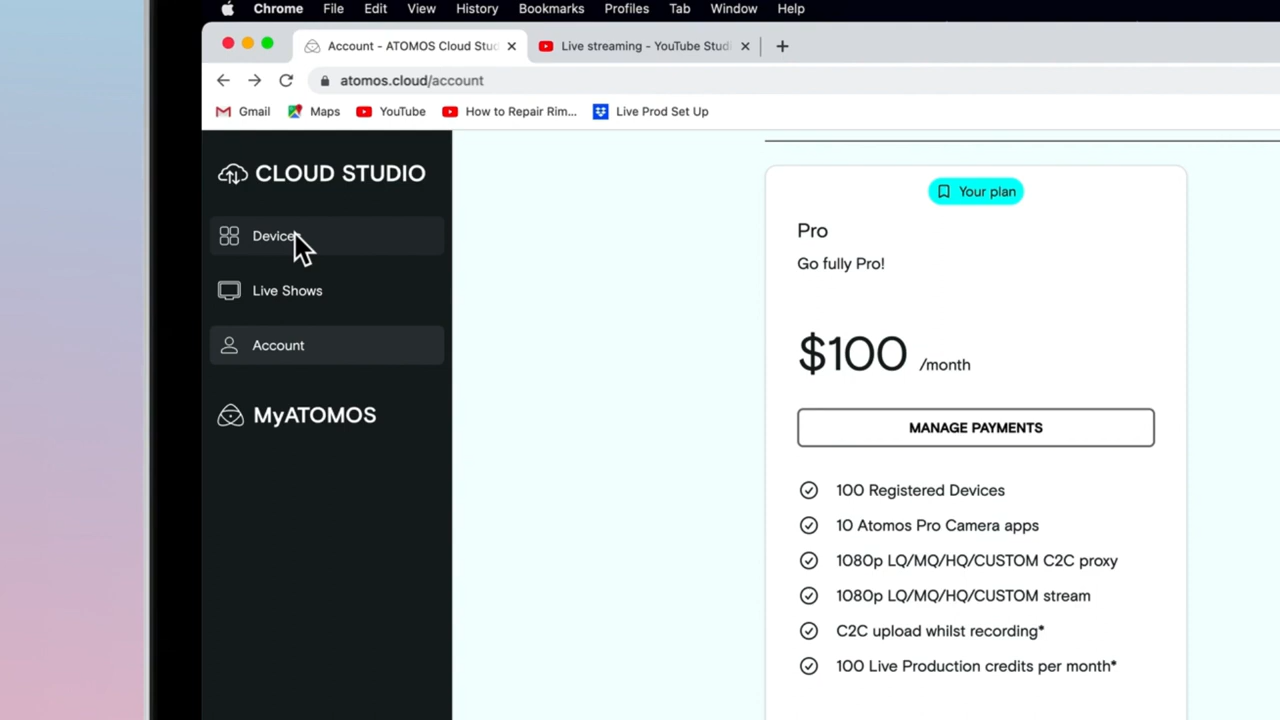 Chrome File Edit View History Bookmarks Profiles Tab Window Help
Account - ATOMOS Cloud Stu Live streaming - YouTube Stud
atomos.cloud/account
Gmail Maps YouTube How to Repair Rim... Live Prod Set Up
CLOUD STUDIO
Devices
Live Shows
Account
MyATOMOS
Your plan
Pro
Go fully Pro!
$100 /month
MANAGE PAYMENTS
100 Registered Devices
10 Atomos Pro Camera apps
1080p LQ/MQ/HQ/CUSTOM C2C proxy
1080p LQ/MQ/HQ/CUSTOM stream
C2C upload whilst recording*
100 Live Production credits per month*